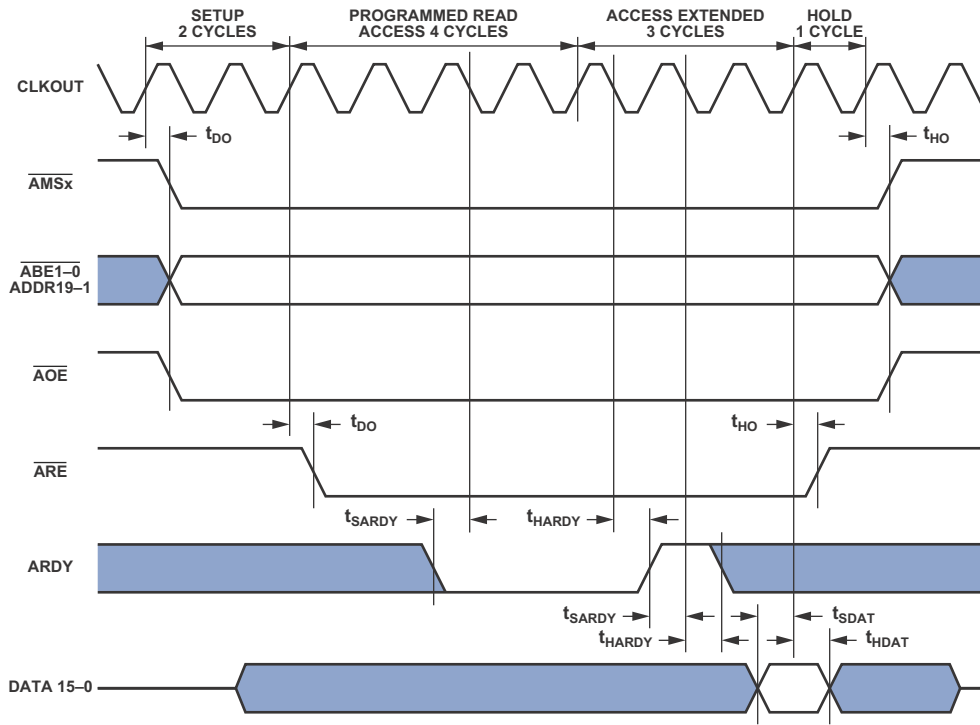 SETUP
2 CYCLES
PROGRAMMED READ
ACCESS 4 CYCLES
ACCESS EXTENDED
3 CYCLES
HOLD
1 CYCLE
CLKOUT
tDO
tHO
AMSx
ABE1–0
ADDR19–1
AOE
tDO
tHO
ARE
tSARDY
tHARDY
ARDY
tSARDY
tSDAT
tHARDY
tHDAT
DATA 15–0